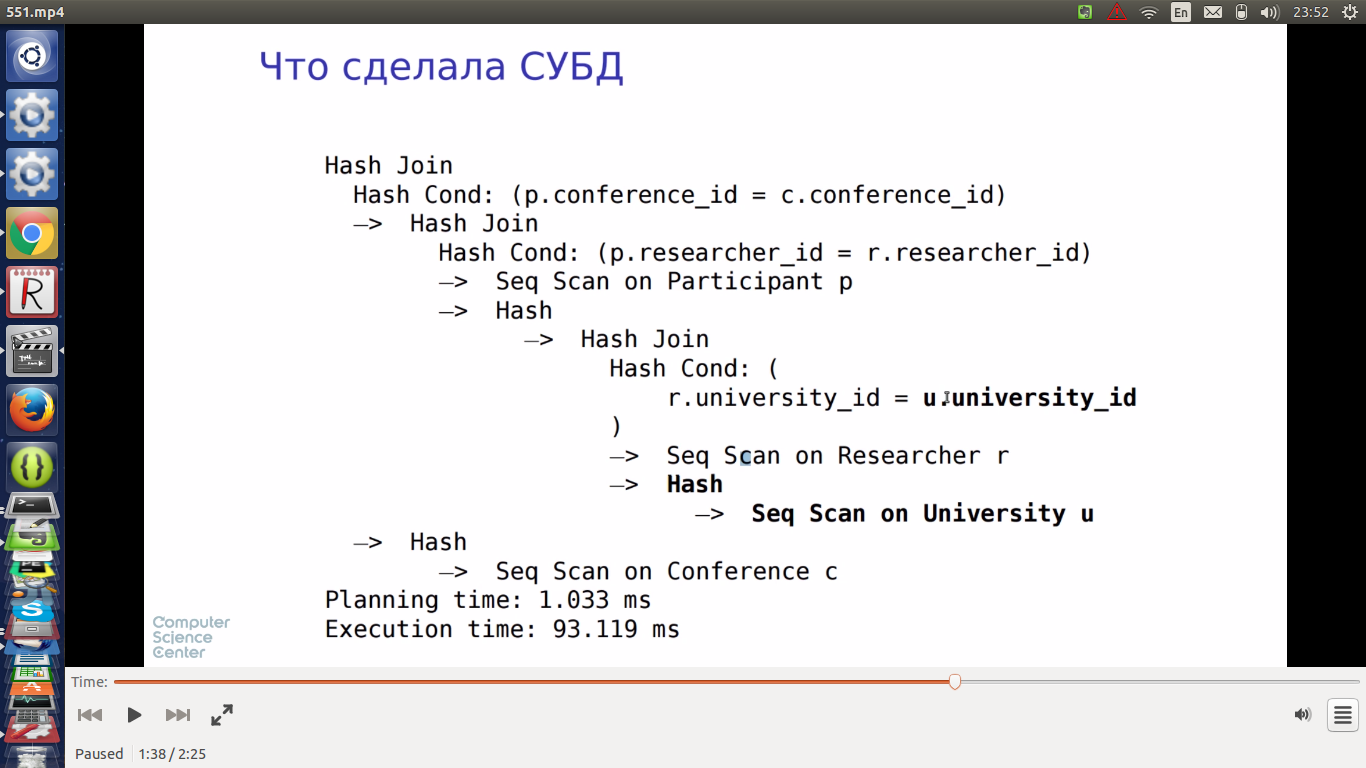 551.mp4
En
23:52
Что сделала СУБД
Hash Join
Hash Cond: (p.conference_id = c.conference_id)
—> Hash Join
Hash Cond: (p.researcher_id = r.researcher_id)
—> Seq Scan on Participant p
—> Hash
—> Hash Join
Hash Cond: (
r.university_id = u.university_id
)
—> Seq Scan on Researcher r
—> Hash
—> Seq Scan on University u
—> Hash
—> Seq Scan on Conference c
Planning time: 1.033 ms
Execution time: 93.119 ms
Computer
Science
Center
Time:
Paused 1:38 / 2:25